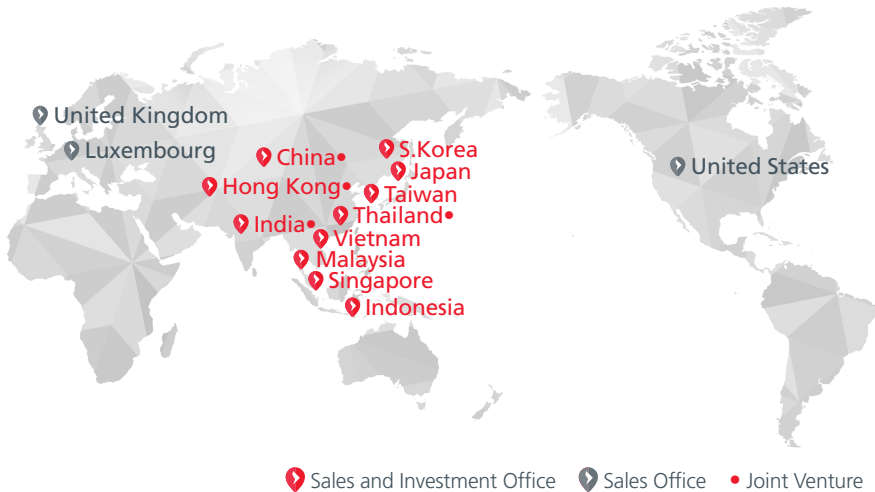 United Kingdom
Luxembourg
China•
S.Korea
Japan
United States
Hong Kong•
Taiwan
India•
Thailand•
Vietnam
Malaysia
Singapore
Indonesia
Sales and Investment Office
Sales Office
• Joint Venture